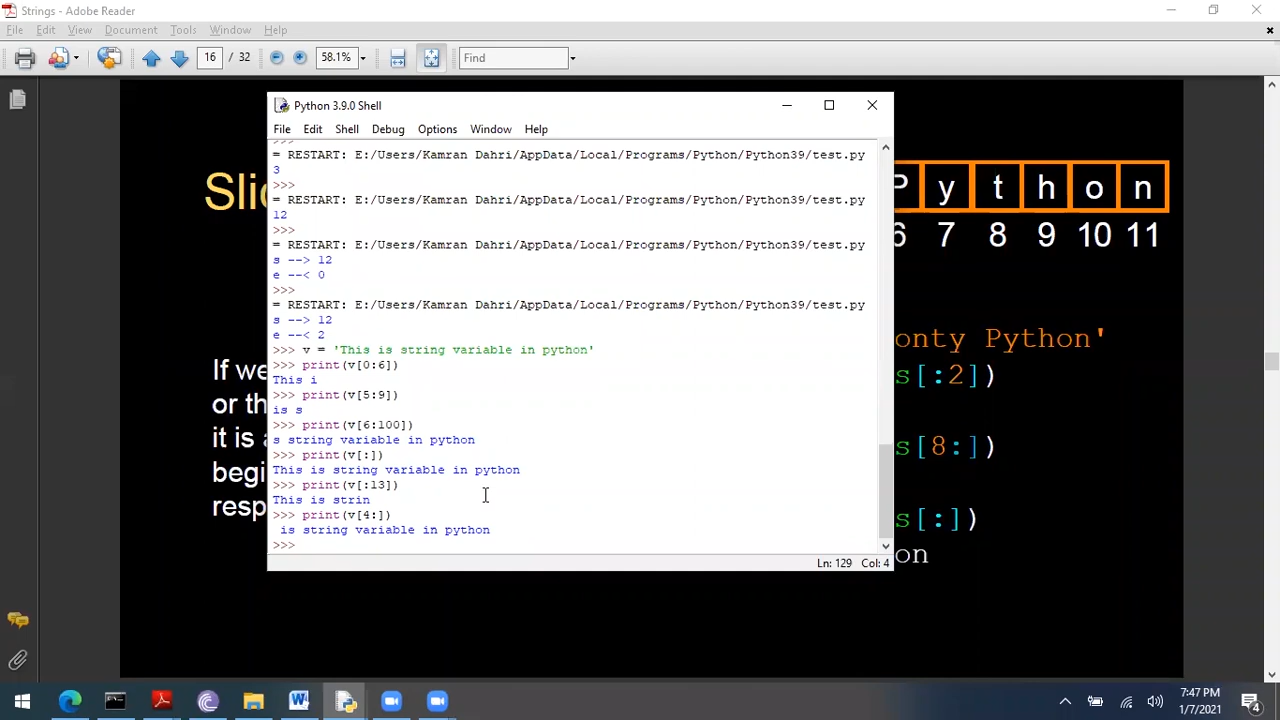 Strings - Adobe Reader
File Edit View Document Tools Window Help
16 / 32 58.1% Find
Python 3.9.0 Shell
File Edit Shell Debug Options Window Help
>>>
= RESTART: E:/Users/Kamran Dahri/AppData/Local/Programs/Python/Python39/test.py
3
>>>
= RESTART: E:/Users/Kamran Dahri/AppData/Local/Programs/Python/Python39/test.py
12
>>>
= RESTART: E:/Users/Kamran Dahri/AppData/Local/Programs/Python/Python39/test.py
s --> 12
e --< 0
>>>
= RESTART: E:/Users/Kamran Dahri/AppData/Local/Programs/Python/Python39/test.py
s --> 12
e --< 2
>>> v = 'This is string variable in python'
>>> print(v[0:6])
This i
>>> print(v[5:9])
is s
>>> print(v[6:100])
s string variable in python
>>> print(v[:])
This is string variable in python
>>> print(v[:13])
This is strin
>>> print(v[4:])
 is string variable in python
>>>
Ln: 129 Col: 4
Sli
P y t h o n
6 7 8 9 10 11
If we
or th
it is a
begi
resp
onty Python'
s[:2])
s[8:])
s[:])
on
7:47 PM
1/7/2021
4